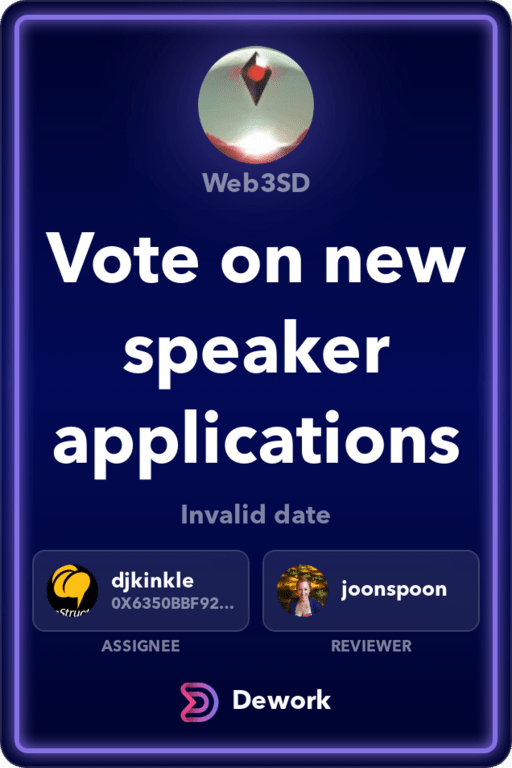 Web3SD
Vote on new
speaker
applications
Invalid date
djkinkle
0X6350BBF92...
joonspoon
ASSIGNEE
REVIEWER
Dework